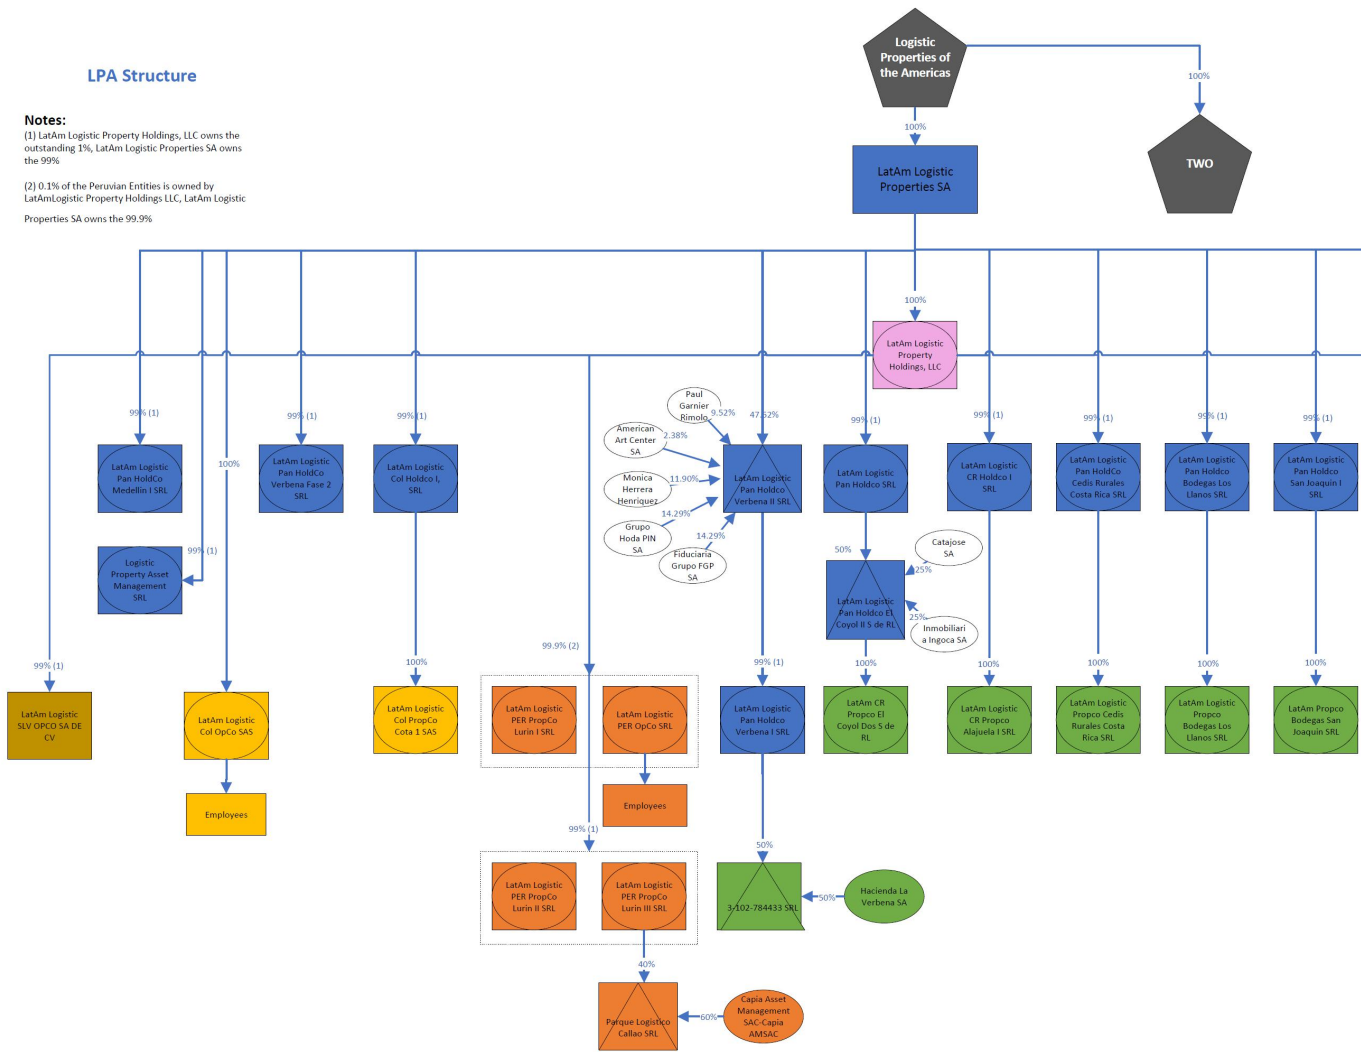 Logistic
Properties of
the Americas
LPA Structure
100%
Notes:
(1) LatAm Logistic Property Holdings, LLC owns the
outstanding 1%, LatAm Logistic Properties SA owns
the 99%
(2) 0.1% of the Peruvian Entities is owned by
LatAmLogistic Property Holdings LLC, LatAm Logistic
Properties SA owns the 99.9%
100%
TWO
LatAm Logistic
Properties SA
100%
LatAm Logistic
Property
Holdings, LLC
99% (1)
99% (1)
99% (1)
Paul
Garnier
Rimolo
9.52%
47.62%
99% (1)
99% (1)
99% (1)
99% (1)
99% (1)
American
Art Center
SA
2.38%
Monica
Herrera
Henriquez
11.90%
Grupo
Hoda PIN
SA
14.29%
Fiduciaria
Grupo FGP
SA
14.29%
LatAm Logistic
Pan HoldCo
Medellin I SRL
100%
LatAm Logistic
Pan HoldCo
Verbena Fase 2
SRL
LatAm Logistic
Col Holdco I,
SRL
LatAm Logistic
Pan Holdco
Verbena II SRL
LatAm Logistic
Pan Holdco SRL
LatAm Logistic
CR Holdco I
SRL
LatAm Logistic
Pan HoldCo
Cedis Rurales
Costa Rica SRL
LatAm Logistic
Pan Holdco
Bodegas Los
Llanos SRL
LatAm Logistic
Pan Holdco
San Joaquin I
SRL
Logistic
Property Asset
Management
SRL
99% (1)
50%
LatAm Logistic
Pan Holdco El
Coyol II S de RL
Catajose
SA
25%
25%
Inmobiliari
a Ingoca SA
99% (1)
100%
99.9% (2)
99% (1)
100%
100%
100%
100%
100%
LatAm Logistic
SLV OPCO SA DE
CV
LatAm Logistic
Col OpCo SAS
LatAm Logistic
Col PropCo
Cota 1 SAS
LatAm Logistic
PER PropCo
Lurin I SRL
LatAm Logistic
PER OpCo SRL
LatAm Logistic
Pan Holdco
Verbena I SRL
LatAm CR
Propco El
Coyol Dos S de
RL
LatAm Logistic
CR Propco
Alajuela I SRL
LatAm Logistic
Propco Cedis
Rurales Costa
Rica SRL
LatAm Logistic
Propco
Bodegas Los
Llanos SRL
LatAm Propco
Bodegas San
Joaquin SRL
Employees
Employees
99% (1)
50%
LatAm Logistic
PER PropCo
Lurin II SRL
LatAm Logistic
PER PropCo
Lurin III SRL
3-102-784433 SRL
50%
Hacienda La
Verbena SA
40%
Parque Logistico
Callao SRL
60%
Capia Asset
Management
SAC-Capia
AMSAC